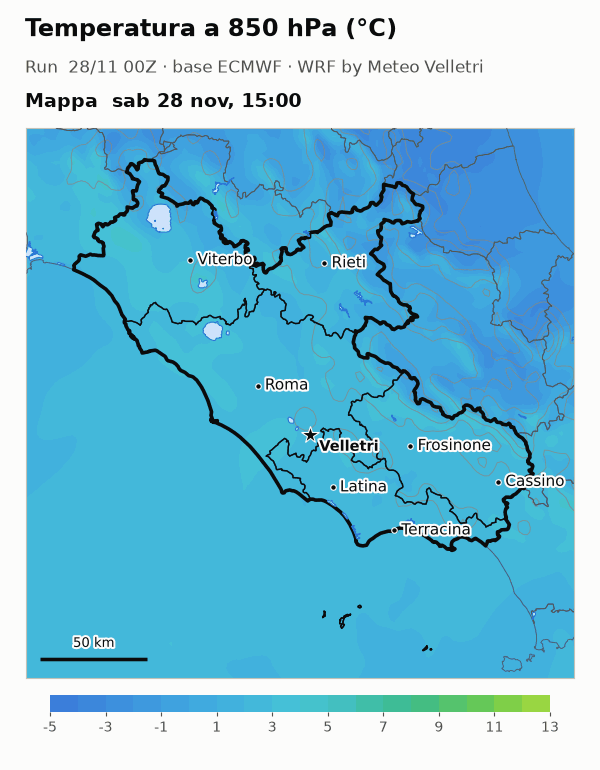 Temperatura a 850 hPa (°C)
Run  28/11 00Z · base ECMWF · WRF by Meteo Velletri
Mappa  sab 28 nov, 15:00
Viterbo
Rieti
Roma
Velletri
Frosinone
Cassino
Latina
Terracina
50 km
-5 -3 -1 1 3 5 7 9 11 13